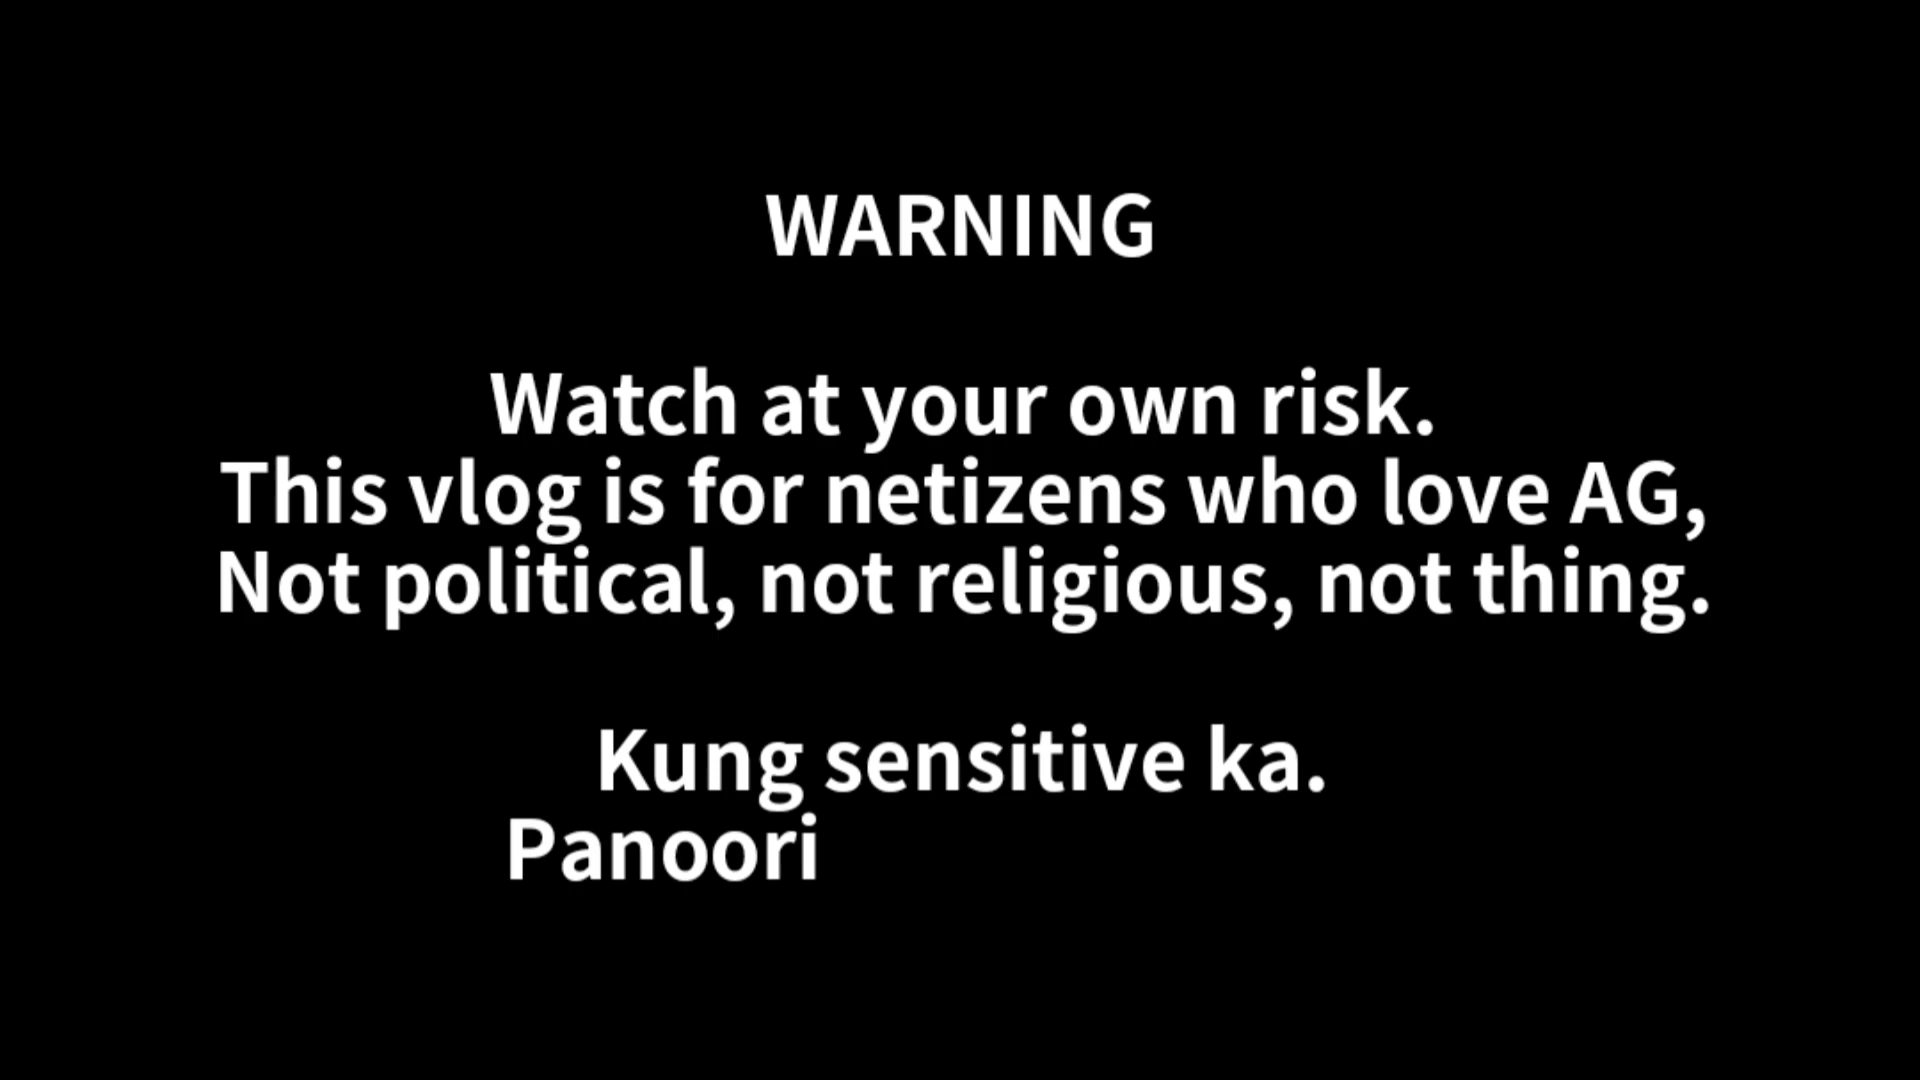 WARNING
Watch at your own risk.
This vlog is for netizens who love AG,
Not political, not religious, not thing.
Kung sensitive ka.
Panoori